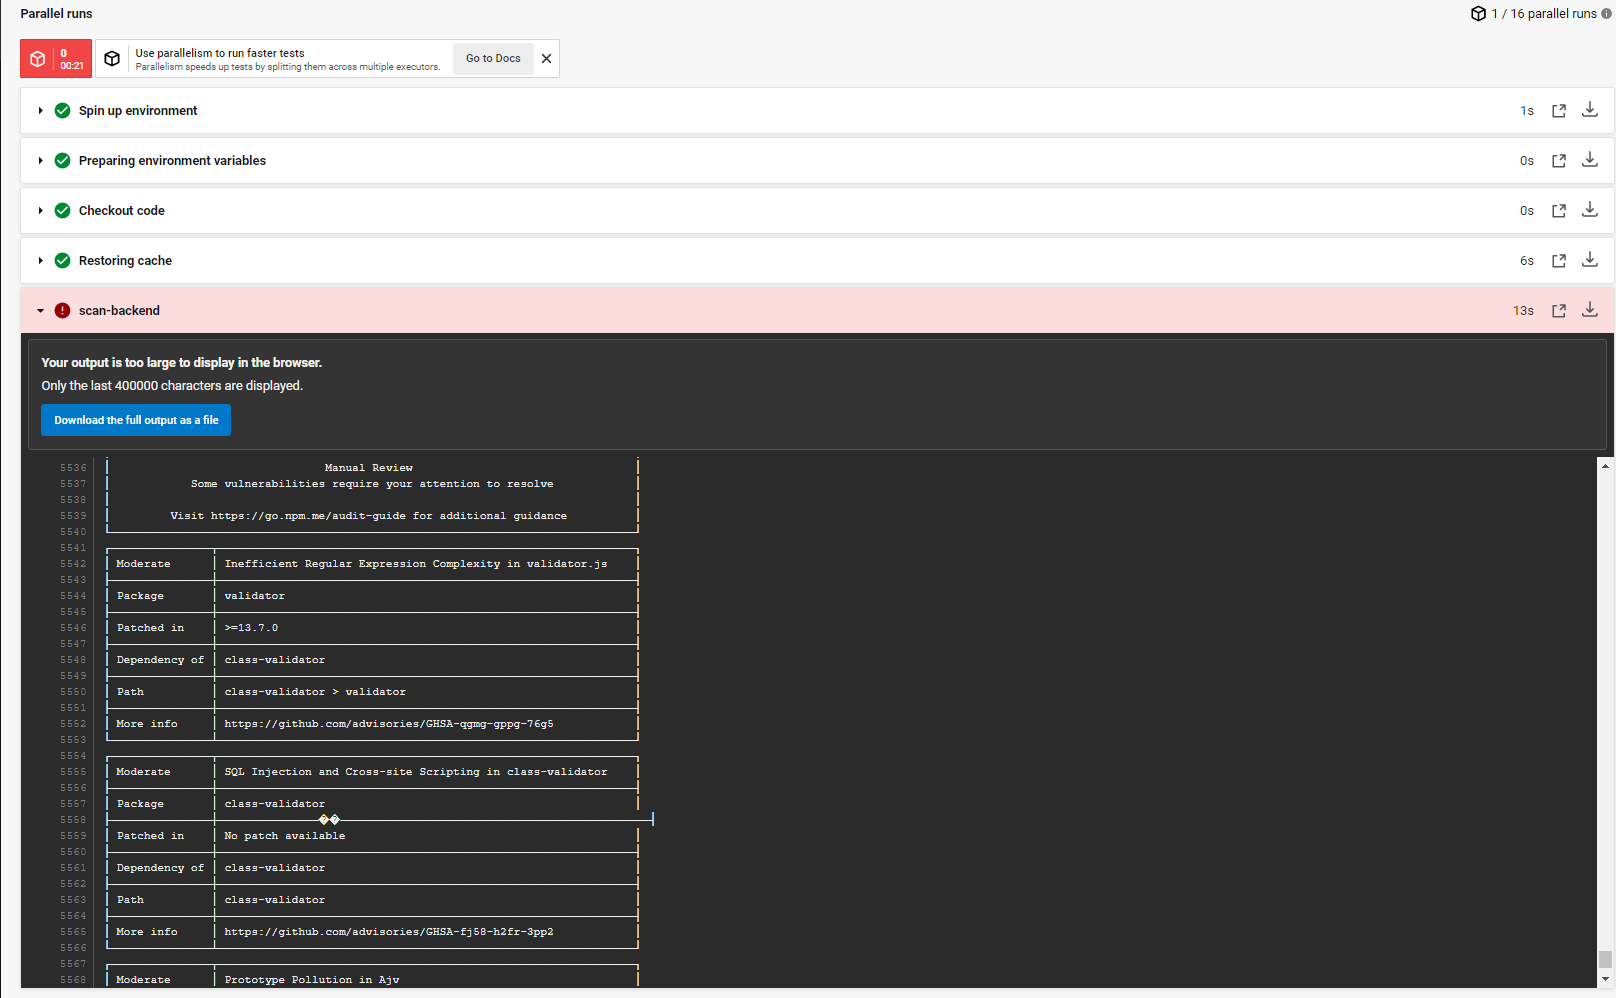 Parallel runs
1 / 16 parallel runs
0
00:21
Use parallelism to run faster tests
Parallelism speeds up tests by splitting them across multiple executors.
Go to Docs
Spin up environment
1s
Preparing environment variables
0s
Checkout code
0s
Restoring cache
6s
scan-backend
13s
Your output is too large to display in the browser.
Only the last 400000 characters are displayed.
Download the full output as a file
5536 Manual Review
5537 Some vulnerabilities require your attention to resolve
5538
5539 Visit https://go.npm.me/audit-guide for additional guidance
5540
5541
5542 Moderate Inefficient Regular Expression Complexity in validator.js
5543
5544 Package validator
5545
5546 Patched in >=13.7.0
5547
5548 Dependency of class-validator
5549
5550 Path class-validator > validator
5551
5552 More info https://github.com/advisories/GHSA-qgmg-gppg-76g5
5553
5554
5555 Moderate SQL Injection and Cross-site Scripting in class-validator
5556
5557 Package class-validator
5558 ��
5559 Patched in No patch available
5560
5561 Dependency of class-validator
5562
5563 Path class-validator
5564
5565 More info https://github.com/advisories/GHSA-fj58-h2fr-3pp2
5566
5567
5568 Moderate Prototype Pollution in Ajv